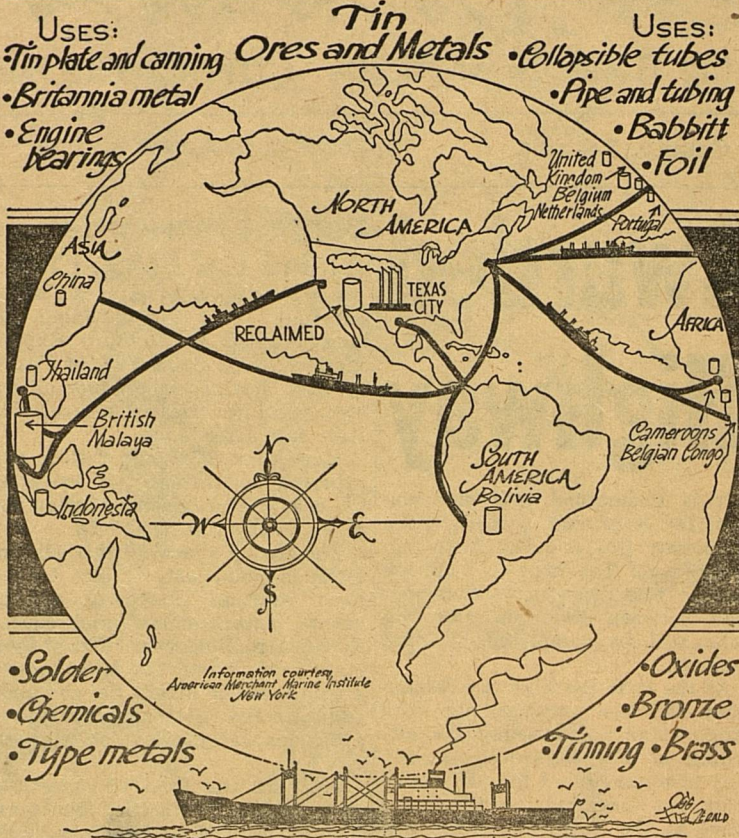 Tin
Ores and Metals
USES:
•Tin plate and canning
•Britannia metal
•Engine
bearings
USES:
•Collapsible tubes
•Pipe and tubing
•Babbitt
•Foil
United
Kingdom
Belgium
Netherlands
Portugal
NORTH
AMERICA
ASIA
China
TEXAS
CITY
RECLAIMED
AFRICA
Thailand
British
Malaya
Cameroons
Belgian Congo
SOUTH
AMERICA
Bolivia
Indonesia
N
W
E
S
Information courtesy
American Merchant Marine Institute
NEW YORK
•Solder
•Chemicals
•Type metals
•Oxides
•Bronze
•Tinning •Brass